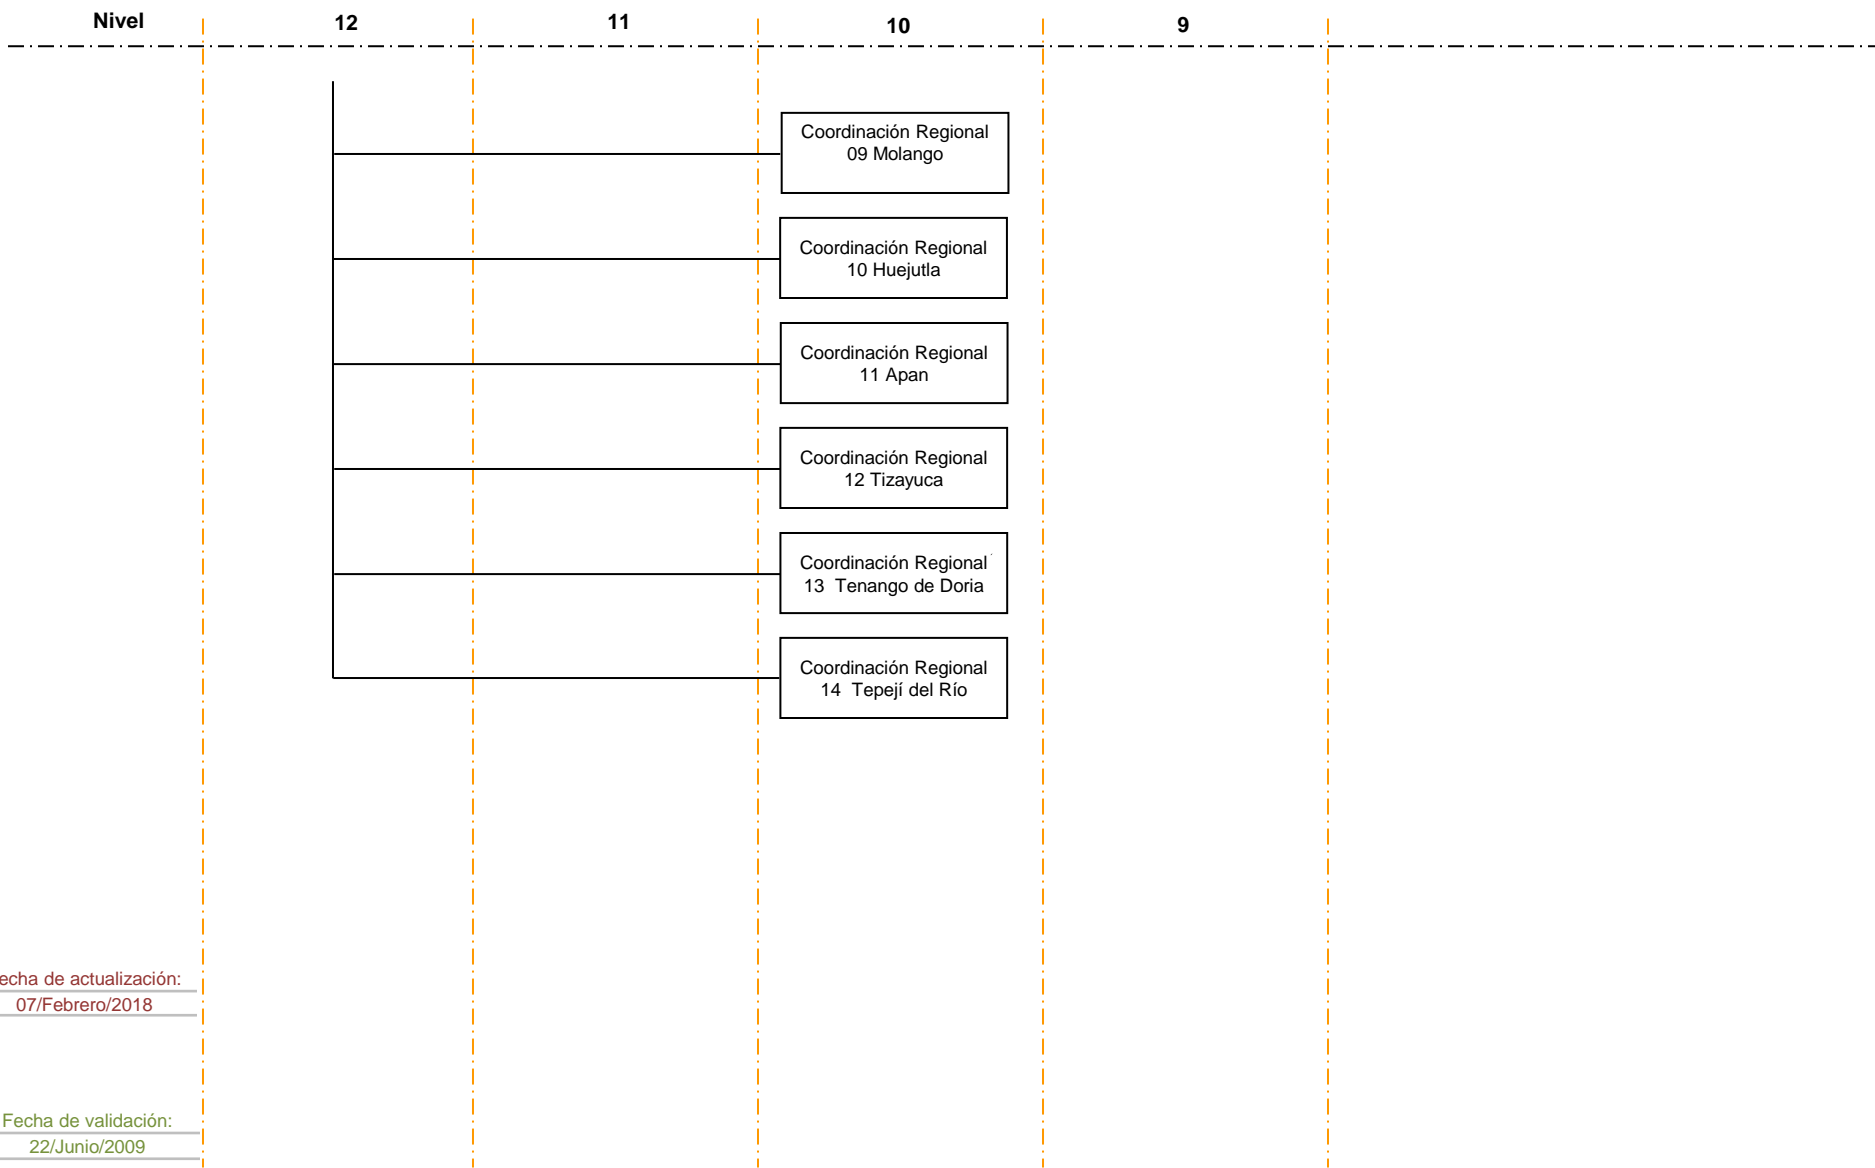 Nivel 12 11 10 9
Coordinación Regional
09 Molango
Coordinación Regional
10 Huejutla
Coordinación Regional
11 Apan
Coordinación Regional
12 Tizayuca
Coordinación Regional
13 Tenango de Doria
Coordinación Regional
14 Tepejí del Río
echa de actualización:
07/Febrero/2018
Fecha de validación:
22/Junio/2009